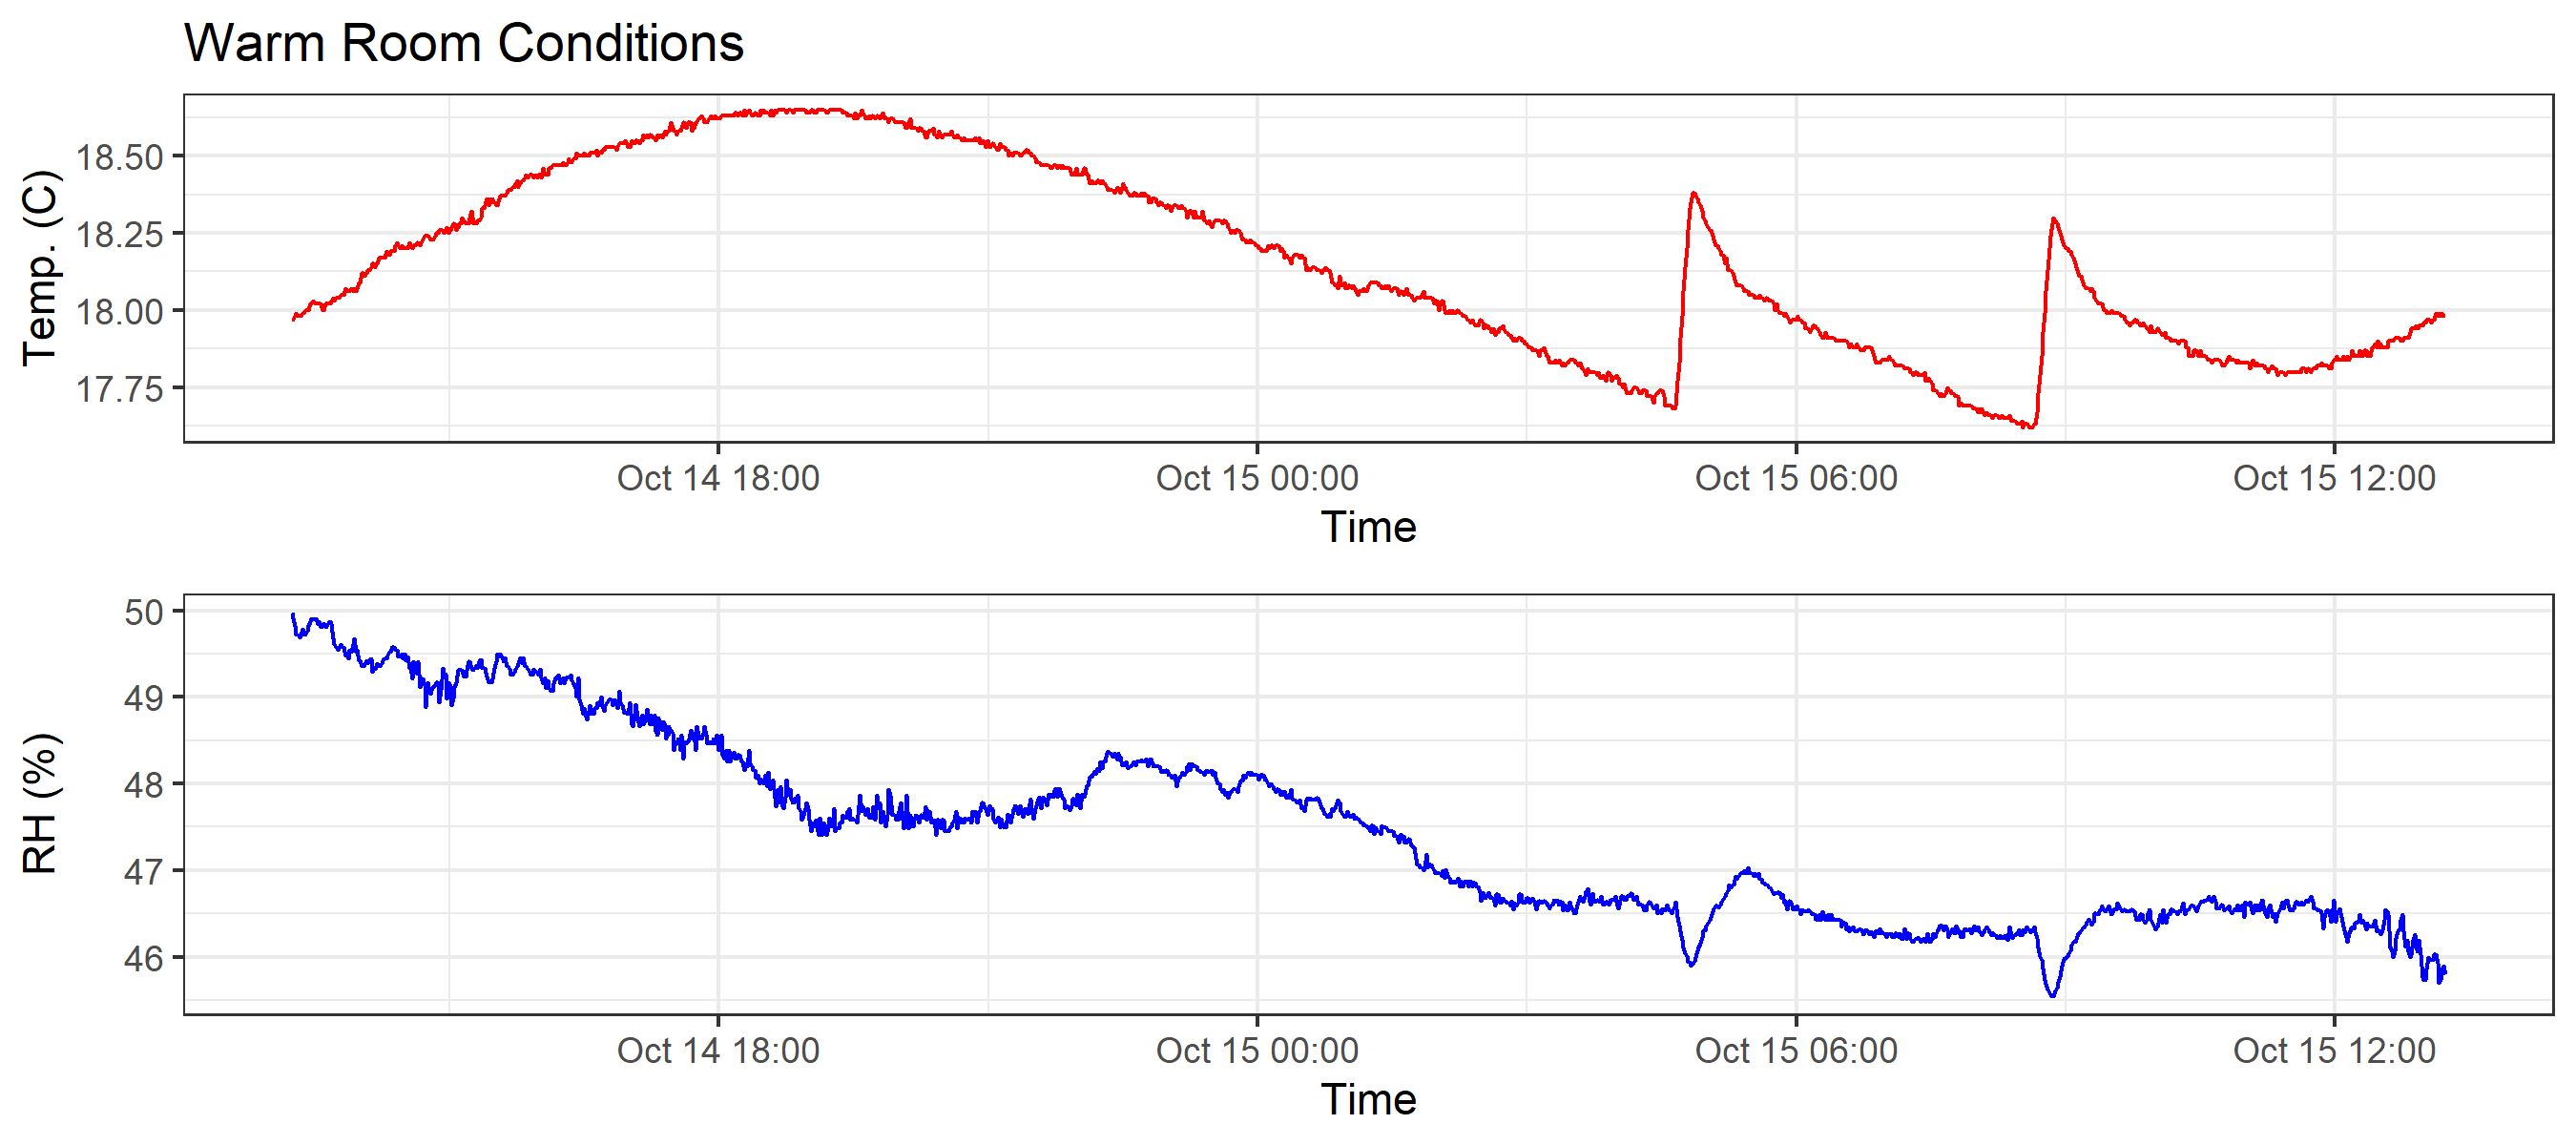 Warm Room Conditions
Temp. (C)
18.50
18.25
18.00
17.75
Oct 14 18:00 Oct 15 00:00 Oct 15 06:00 Oct 15 12:00
Time
RH (%)
50
49
48
47
46
Oct 14 18:00 Oct 15 00:00 Oct 15 06:00 Oct 15 12:00
Time